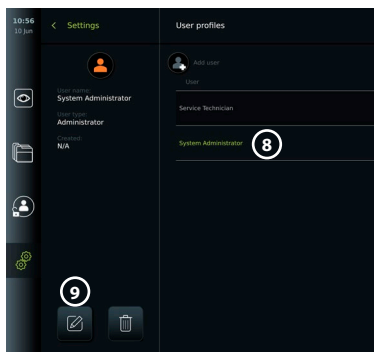 10:56
10 Jun
Settings
User profiles
Add user
User
User name:
System Administrator
User type:
Administrator
Created:
N/A
Service Technician
System Administrator
8
9